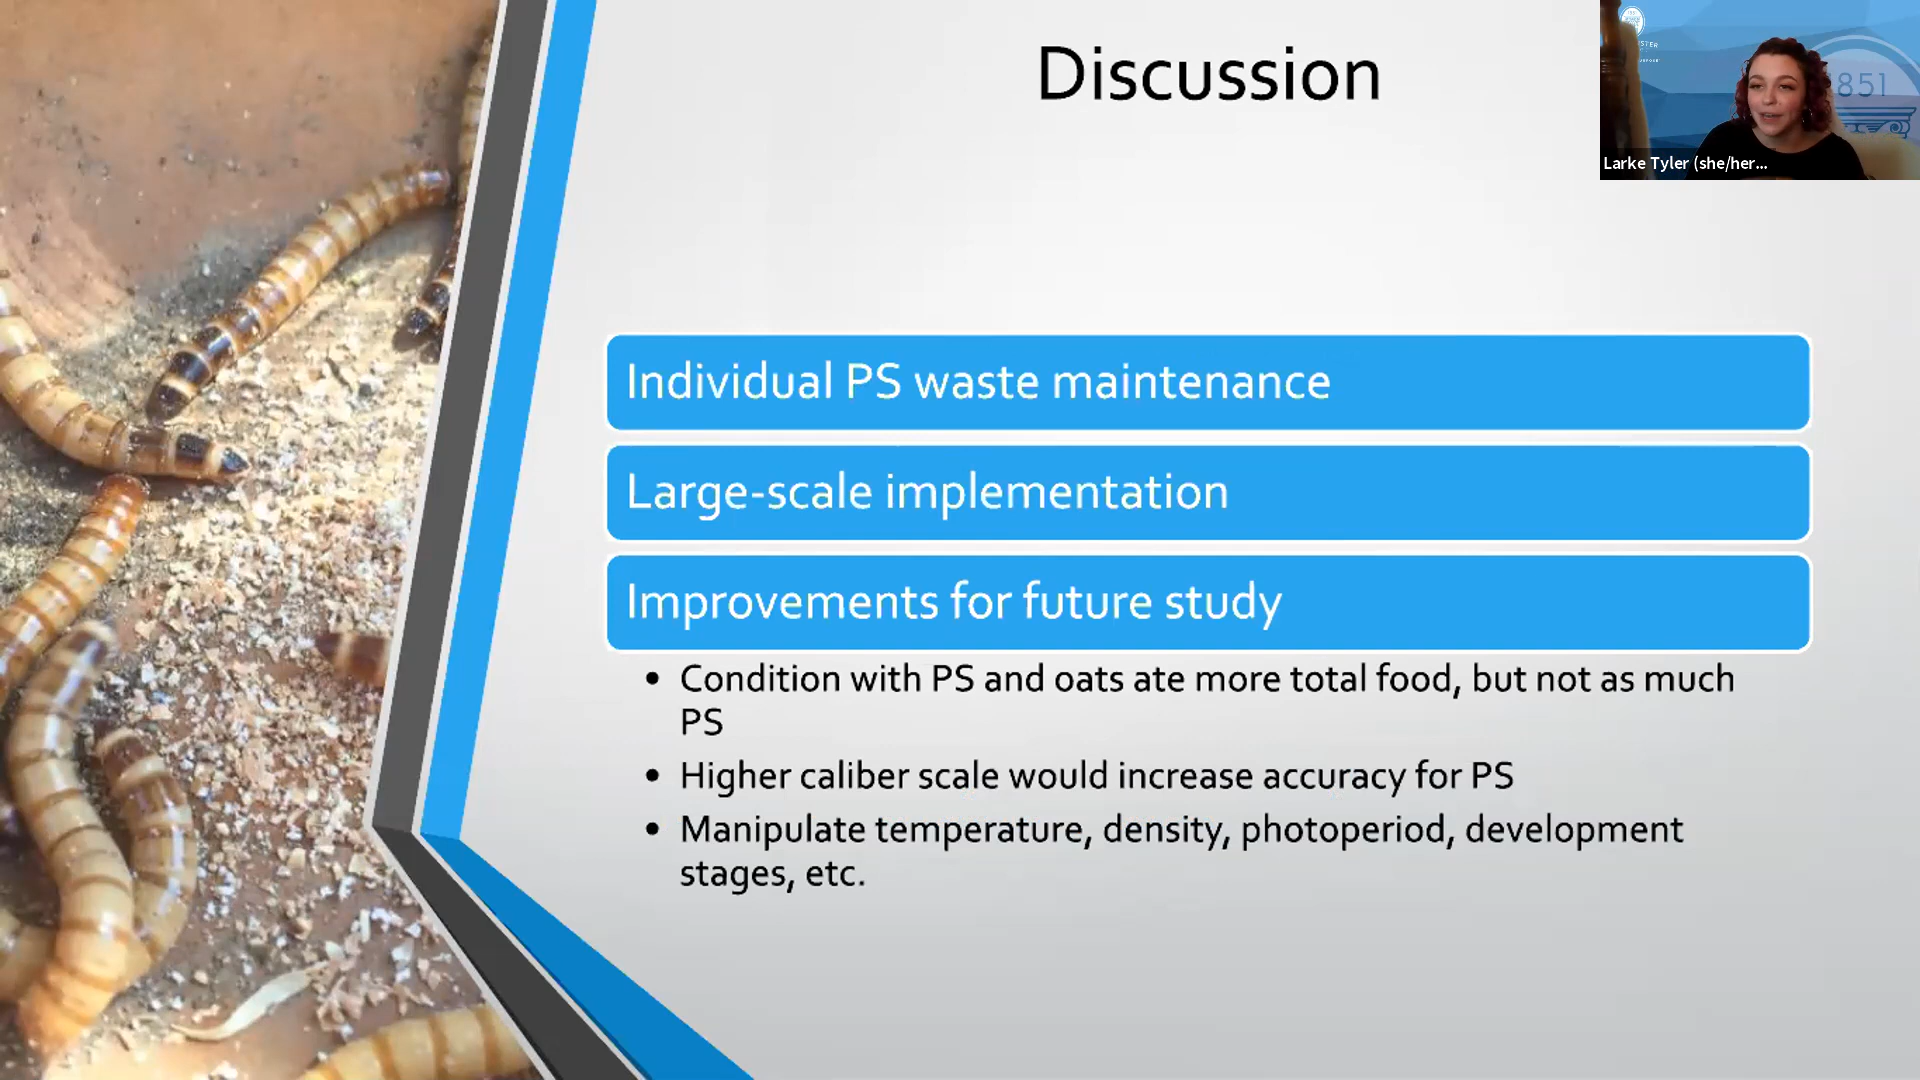 Discussion
851
Larke Tyler (she/her...
Individual PS waste maintenance
Large-scale implementation
Improvements for future study
• Condition with PS and oats ate more total food, but not as much
PS
• Higher caliber scale would increase accuracy for PS
• Manipulate temperature, density, photoperiod, development
stages, etc.